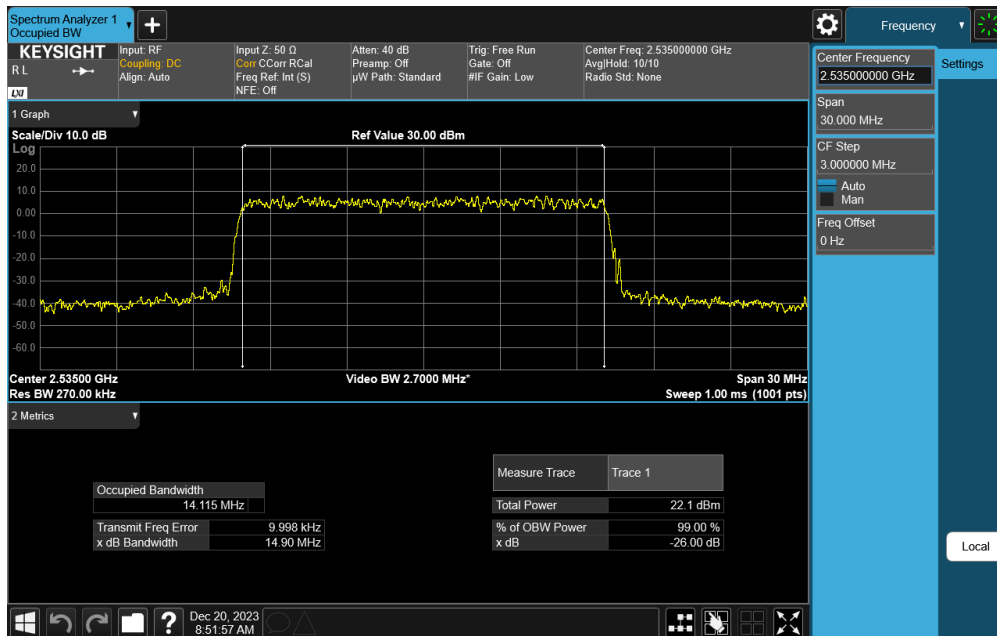 Spectrum Analyzer 1
Occupied BW
KEYSIGHT
R L
LXI
Input: RF
Coupling: DC
Align: Auto
Input Z: 50 Ω
Corr CCorr RCal
Freq Ref: Int (S)
NFE: Off
Atten: 40 dB
Preamp: Off
µW Path: Standard
Trig: Free Run
Gate: Off
#IF Gain: Low
Center Freq: 2.535000000 GHz
Avg|Hold: 10/10
Radio Std: None
1 Graph
Scale/Div 10.0 dB
Ref Value 30.00 dBm
Log
20.0
10.0
0.00
-10.0
-20.0
-30.0
-40.0
-50.0
-60.0
Center 2.53500 GHz
Video BW 2.7000 MHz*
Span 30 MHz
Res BW 270.00 kHz
Sweep 1.00 ms (1001 pts)
2 Metrics
Occupied Bandwidth
14.115 MHz
Transmit Freq Error 9.998 kHz
x dB Bandwidth 14.90 MHz
Measure Trace Trace 1
Total Power 22.1 dBm
% of OBW Power 99.00 %
x dB -26.00 dB
Dec 20, 2023
8:51:57 AM
?
Frequency
Center Frequency
2.535000000 GHz
Span
30.000 MHz
CF Step
3.000000 MHz
Auto
Man
Freq Offset
0 Hz
Settings
Local